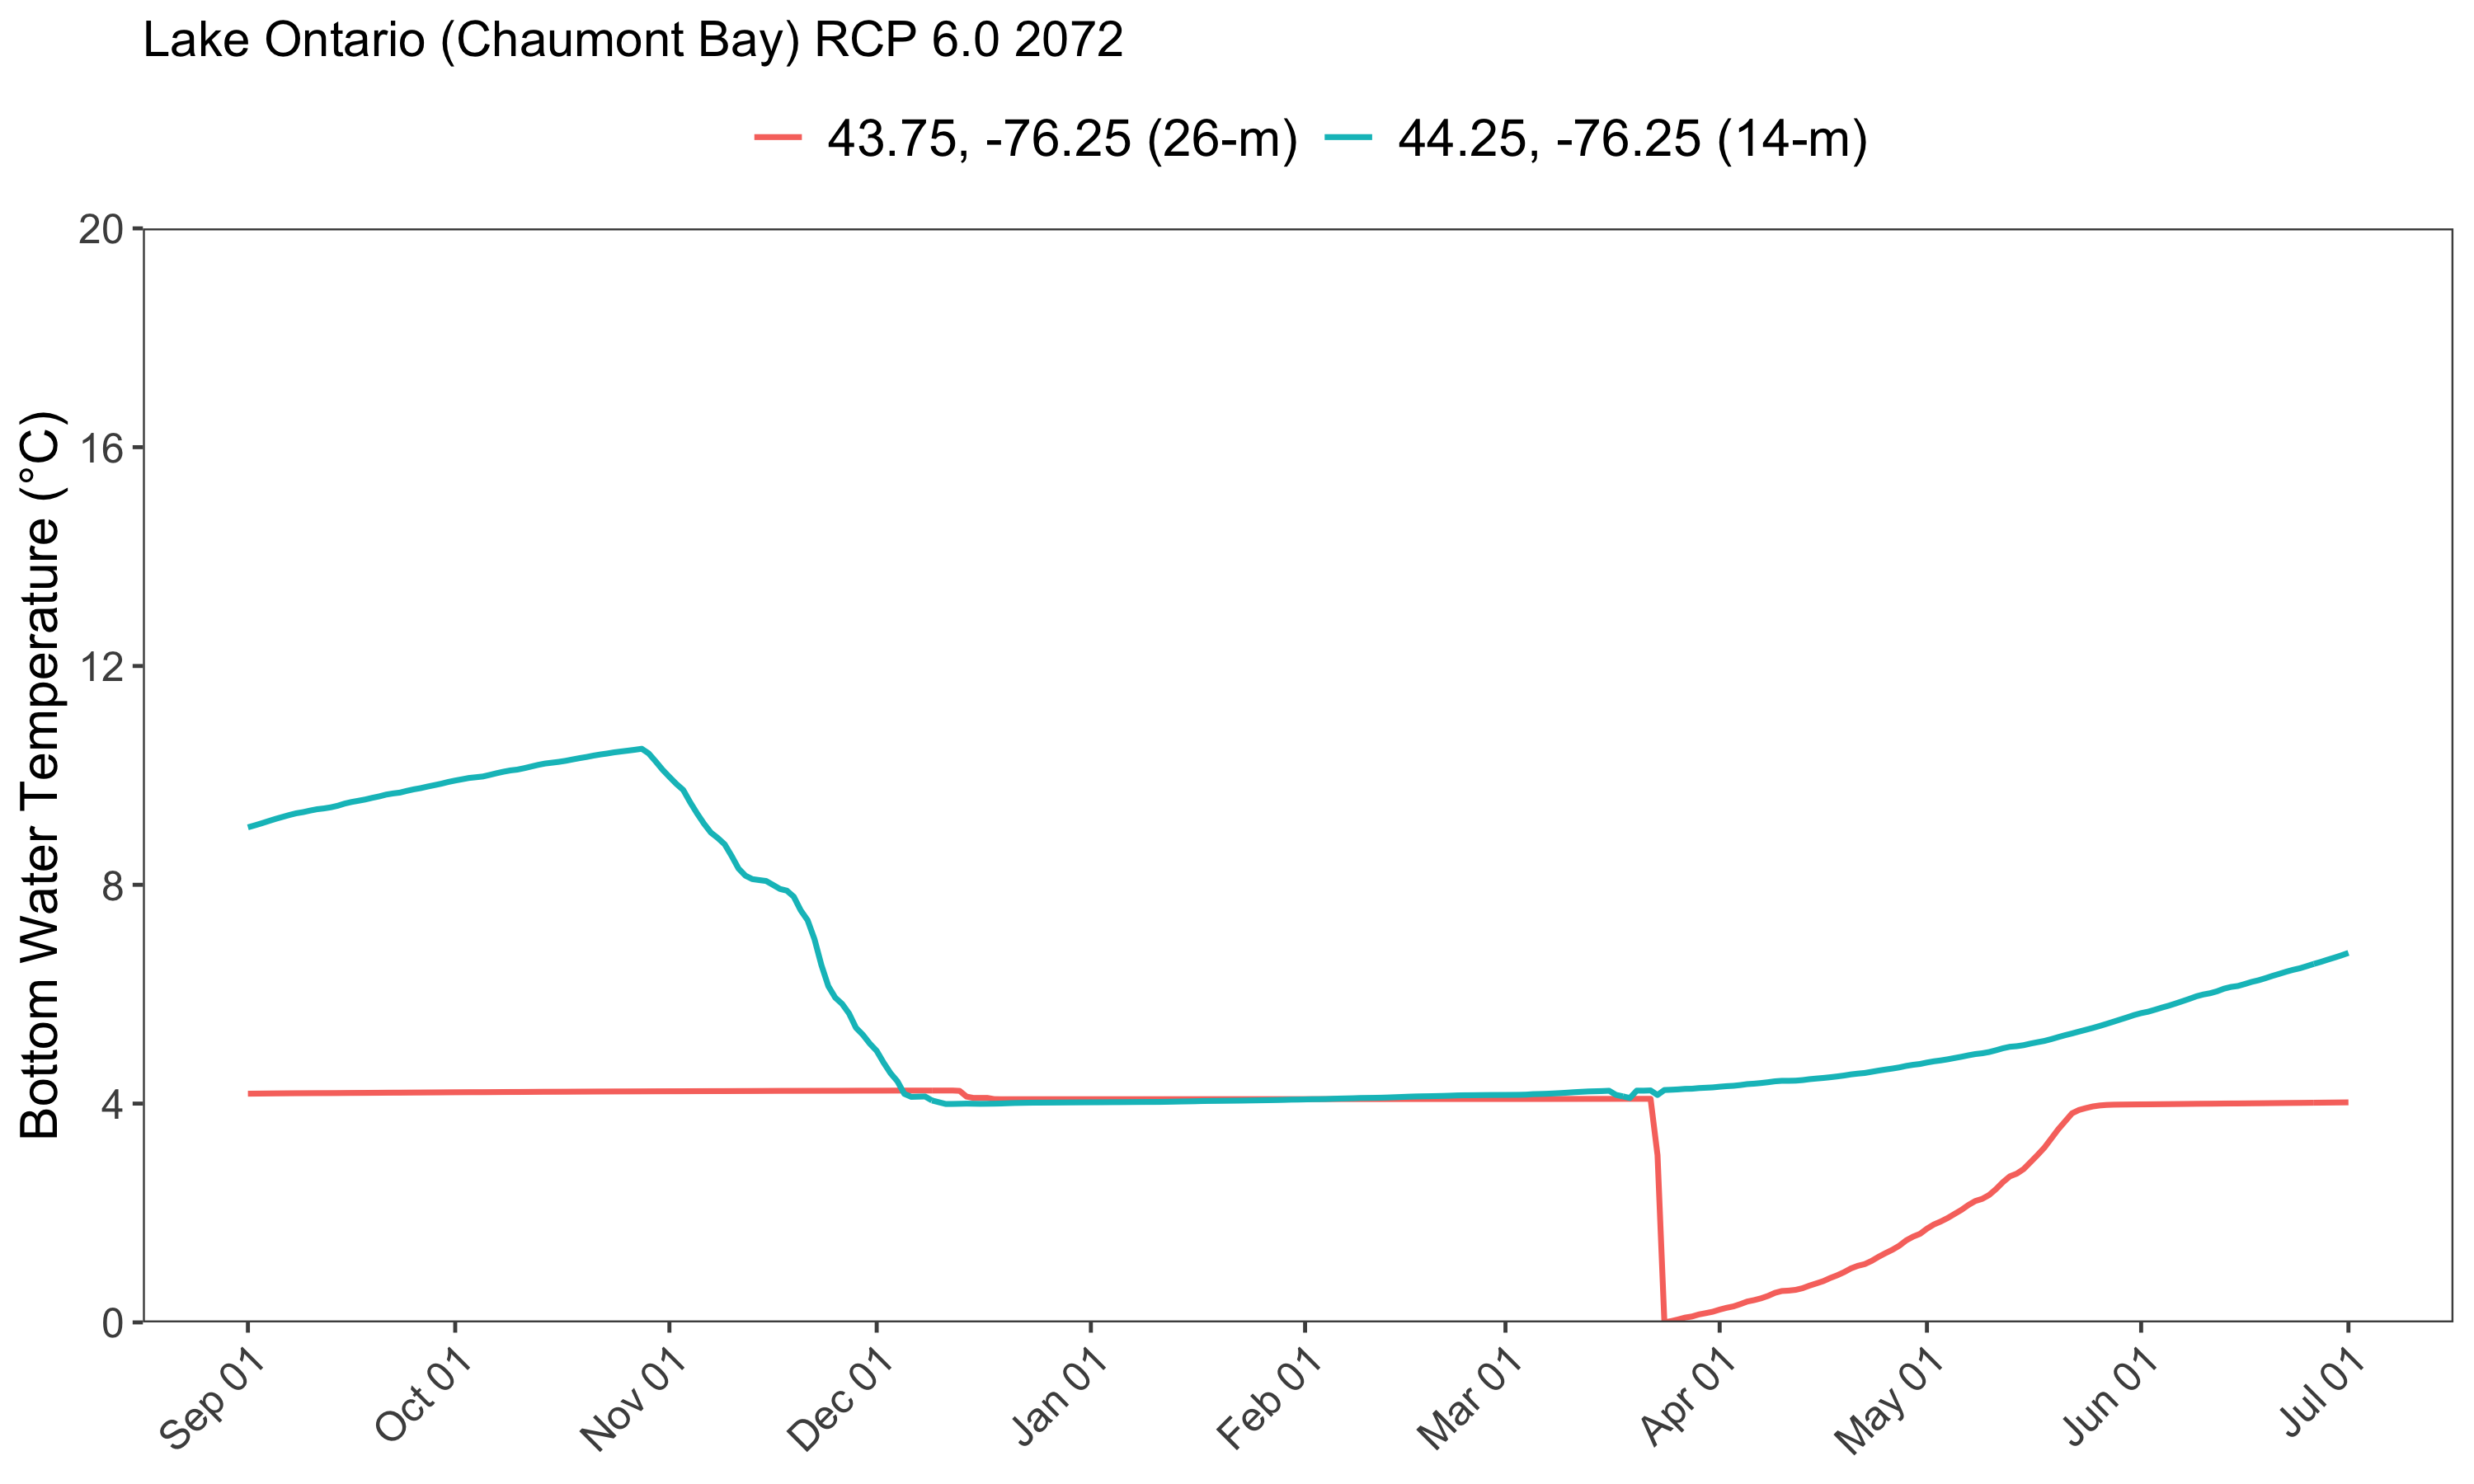 Lake Ontario (Chaumont Bay) RCP 6.0 2072
43.75, -76.25 (26-m) 44.25, -76.25 (14-m)
Bottom Water Temperature (°C)
20
16
12
8
4
0
Sep 01 Oct 01 Nov 01 Dec 01 Jan 01 Feb 01 Mar 01 Apr 01 May 01 Jun 01 Jul 01